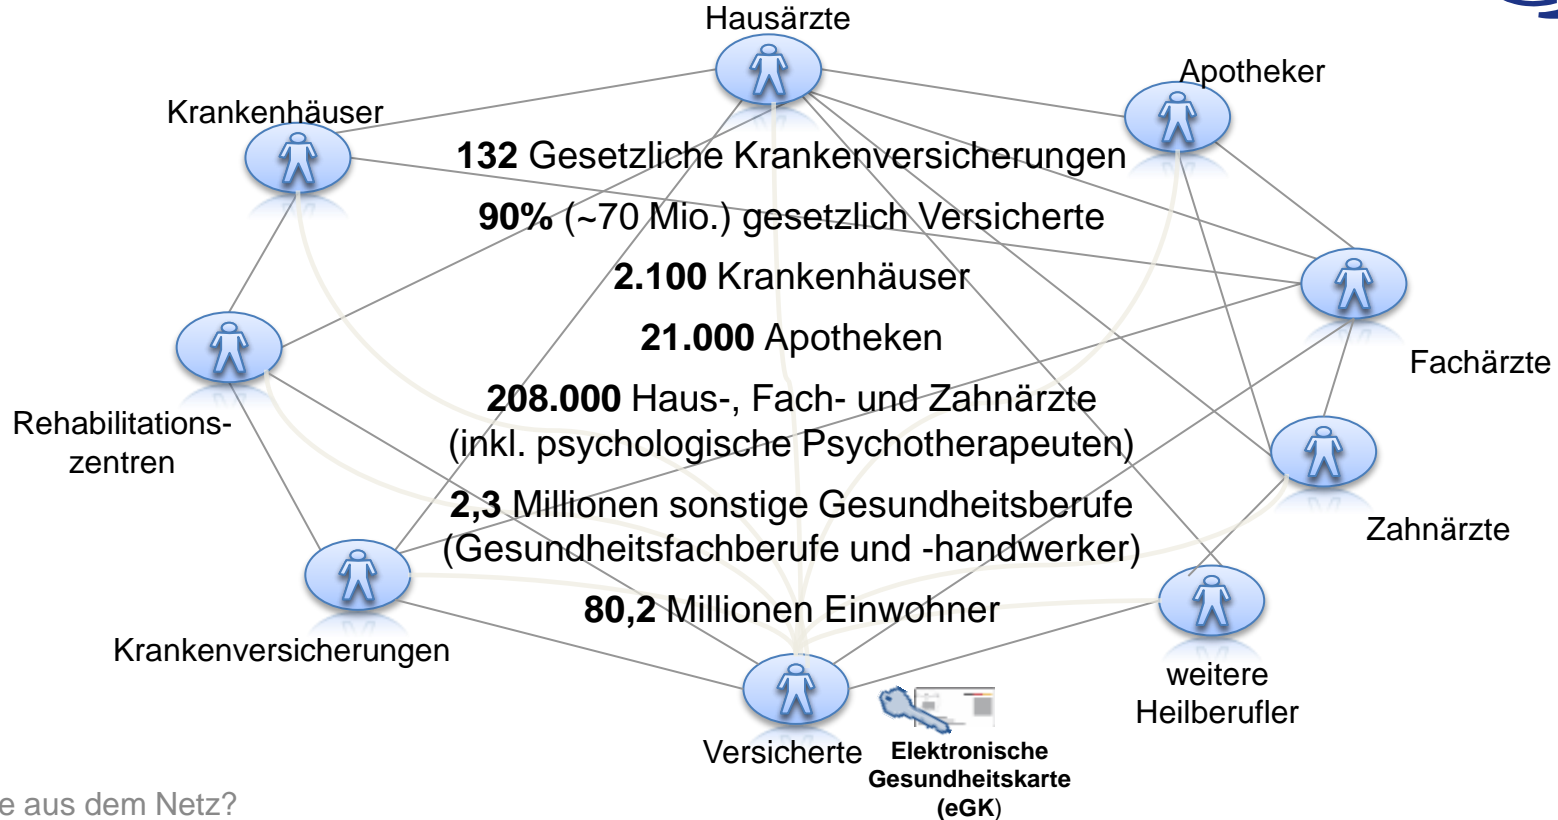 Hausärzte
Apotheker
Krankenhäuser
132 Gesetzliche Krankenversicherungen
90% (~70 Mio.) gesetzlich Versicherte
2.100 Krankenhäuser
21.000 Apotheken
Fachärzte
208.000 Haus-, Fach- und Zahnärzte
(inkl. psychologische Psychotherapeuten)
Rehabilitations-
zentren
2,3 Millionen sonstige Gesundheitsberufe
(Gesundheitsfachberufe und -handwerker)
Zahnärzte
80,2 Millionen Einwohner
Krankenversicherungen
weitere
Heilberufler
Versicherte
Elektronische
Gesundheitskarte
(eGK)
e aus dem Netz?